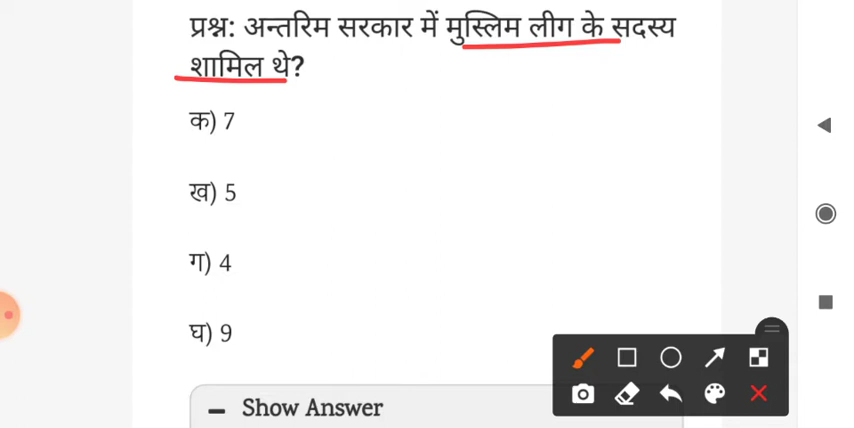 प्रश्न: अन्तरिम सरकार में मुस्लिम लीग के सदस्य
शामिल थे?
क) 7
ख) 5
ग) 4
घ) 9
– Show Answer